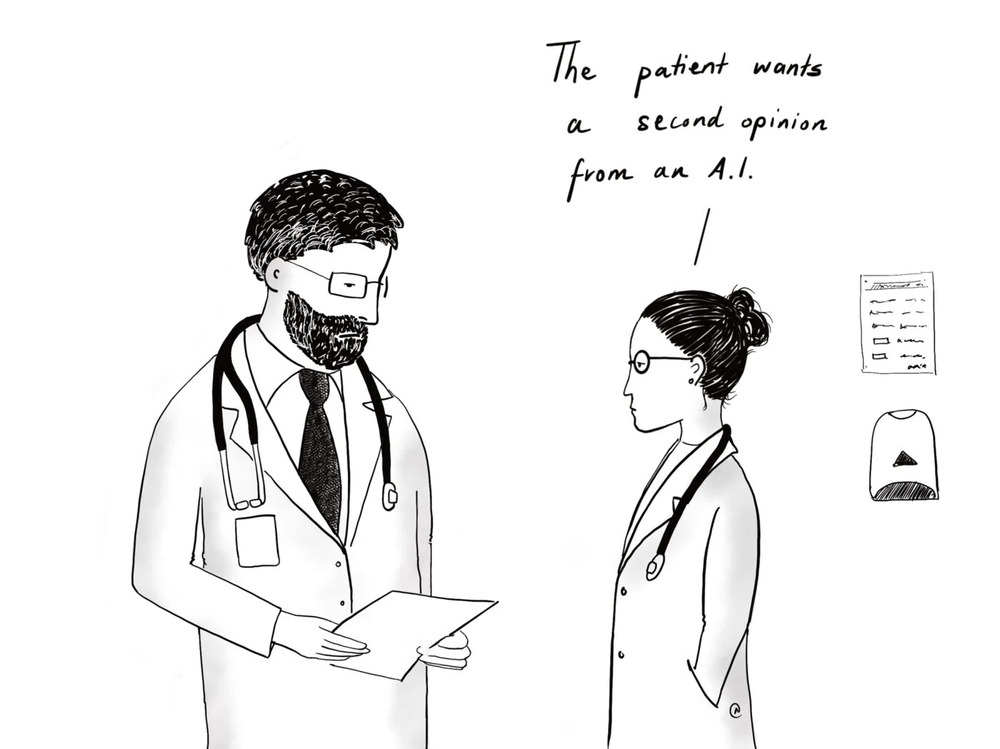 The patient wants
a second opinion
from an A.I.